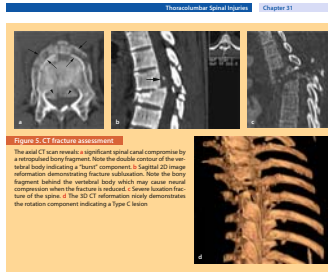 Thoracolumbar Spinal Injuries
Chapter 31
a
b
c
Figure 5. CT fracture assessment
The axial CT scan reveals: a significant spinal canal compromise by
a retropulsed bony fragment. Note the double contour of the ver-
tebral body indicating a "burst" component. b Sagittal 2D image
reformation demonstrating fracture subluxation. Note the bony
fragment behind the vertebral body which may cause neural
compression when the fracture is reduced. c Severe luxation frac-
ture of the spine. d The 3D CT reformation nicely demonstrates
the rotation component indicating a Type C lesion
d